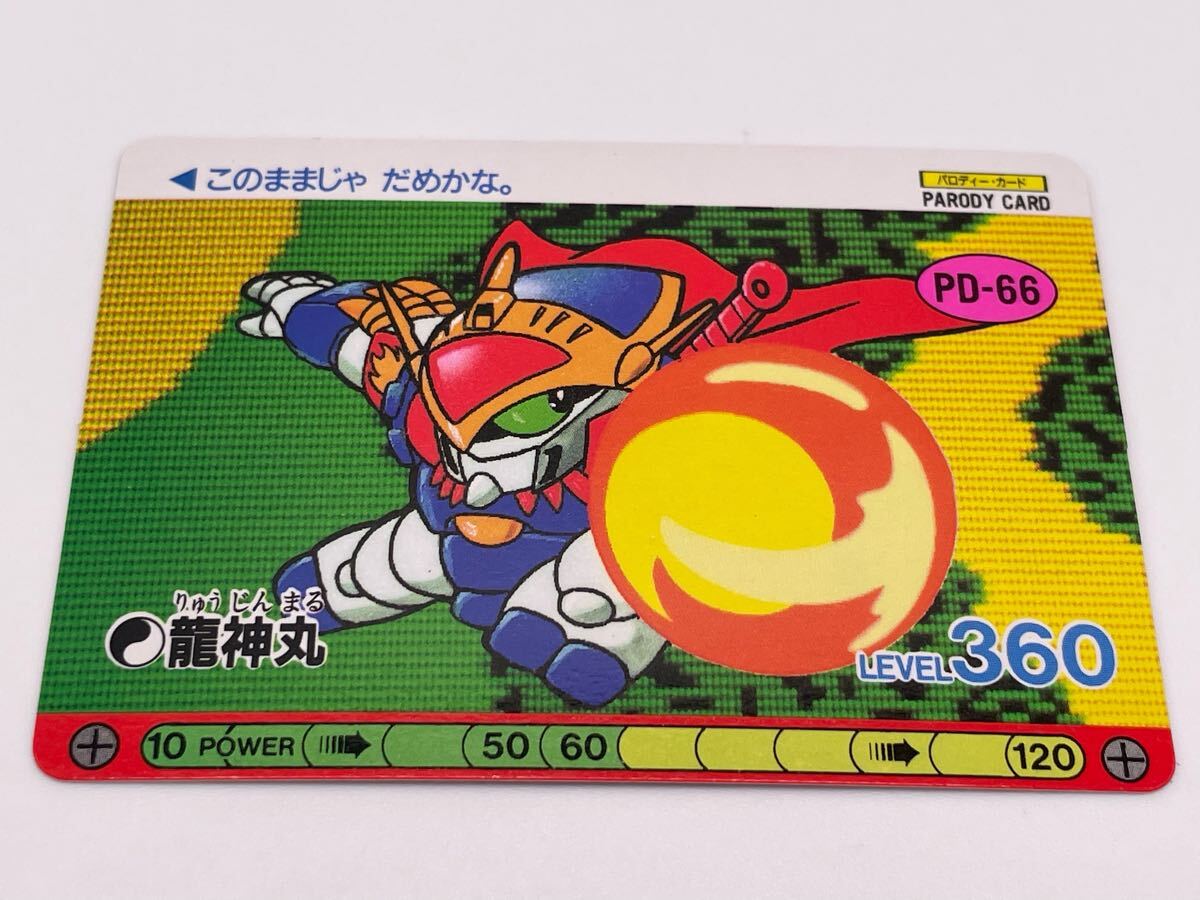 ◀ このままじゃ だめかな。
パロディー・カード
PARODY CARD
PD-66
りゅう じん まる
龍神丸
LEVEL360
10 POWER 50 60 120